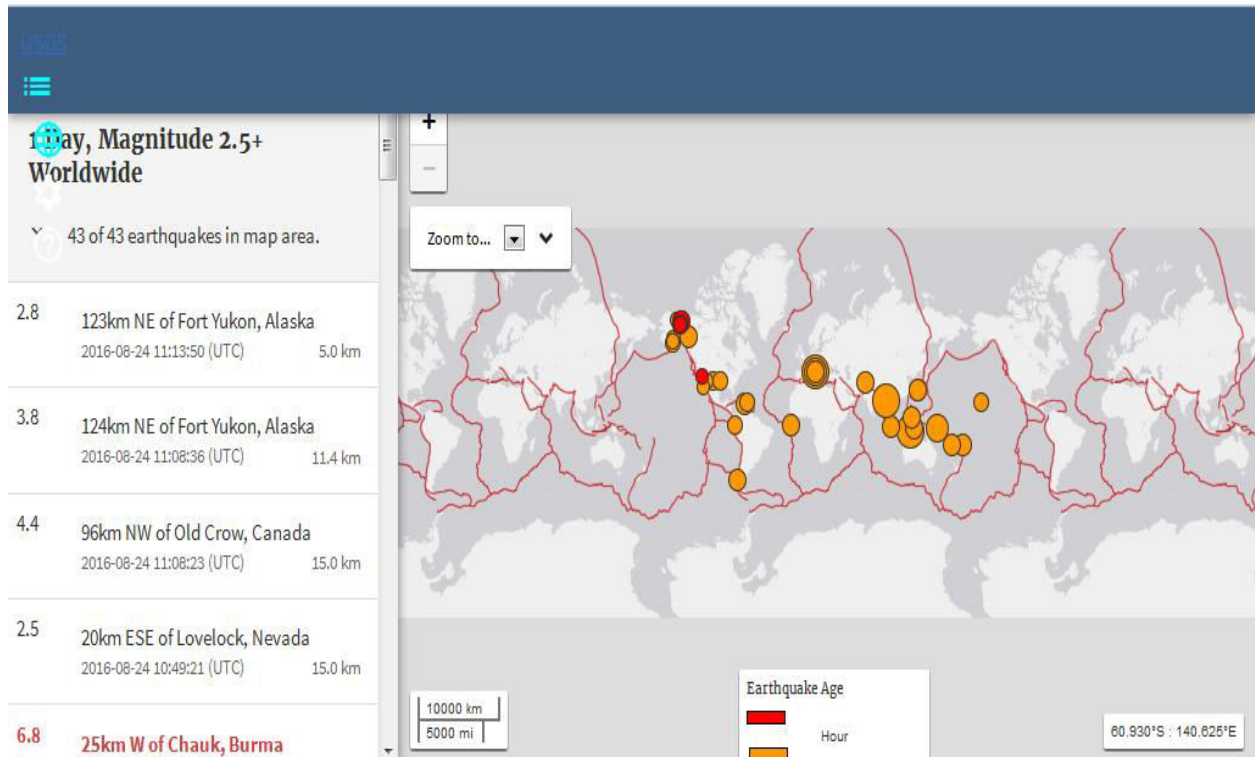 USGS
1 Day, Magnitude 2.5+
Worldwide
43 of 43 earthquakes in map area.
2.8
123km NE of Fort Yukon, Alaska
2016-08-24 11:13:50 (UTC) 5.0 km
3.8
124km NE of Fort Yukon, Alaska
2016-08-24 11:08:36 (UTC) 11.4 km
4.4
96km NW of Old Crow, Canada
2016-08-24 11:08:23 (UTC) 15.0 km
2.5
20km ESE of Lovelock, Nevada
2016-08-24 10:49:21 (UTC) 15.0 km
6.8
25km W of Chauk, Burma
+
−
Zoom to...
10000 km
5000 mi
Earthquake Age
Hour
60.930°S : 140.625°E